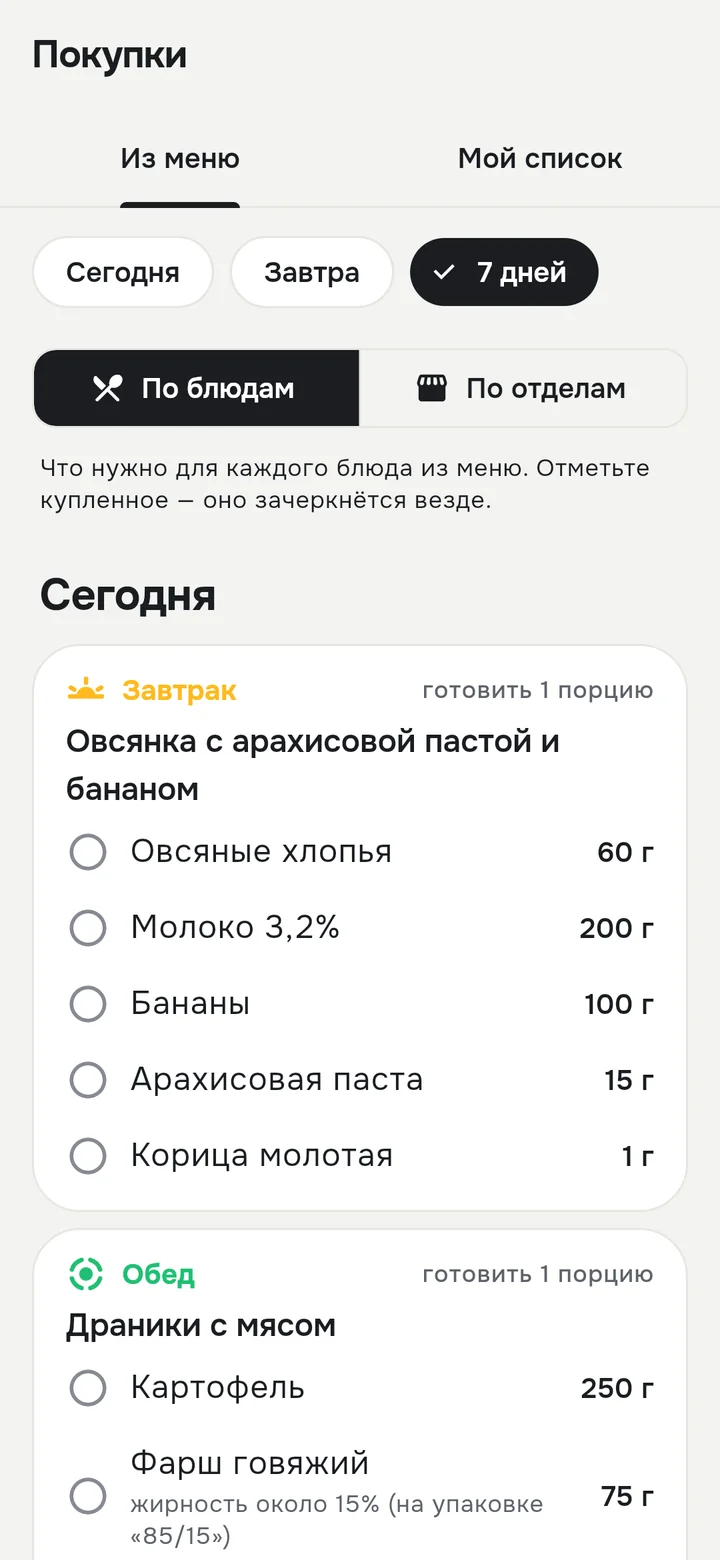 Покупки
Из меню
Мой список
Сегодня
Завтра
7 дней
По блюдам
По отделам
Что нужно для каждого блюда из меню. Отметьте
купленное — оно зачеркнётся везде.
Сегодня
Завтрак
готовить 1 порцию
Овсянка с арахисовой пастой и
бананом
Овсяные хлопья
60 г
Молоко 3,2%
200 г
Бананы
100 г
Арахисовая паста
15 г
Корица молотая
1 г
Обед
готовить 1 порцию
Драники с мясом
Картофель
250 г
Фарш говяжий
жирность около 15% (на упаковке
«85/15»)
75 г